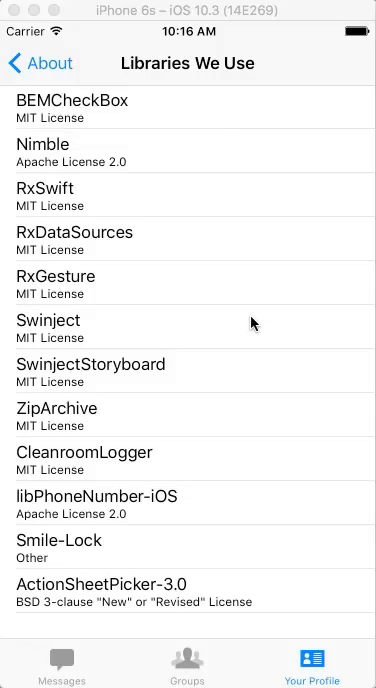 iPhone 6s – iOS 10.3 (14E269)
Carrier 10:16 AM
About Libraries We Use
BEMCheckBox
MIT License
Nimble
Apache License 2.0
RxSwift
MIT License
RxDataSources
MIT License
RxGesture
MIT License
Swinject
MIT License
SwinjectStoryboard
MIT License
ZipArchive
MIT License
CleanroomLogger
MIT License
libPhoneNumber-iOS
Apache License 2.0
Smile-Lock
Other
ActionSheetPicker-3.0
BSD 3-clause "New" or "Revised" License
Messages Groups Your Profile